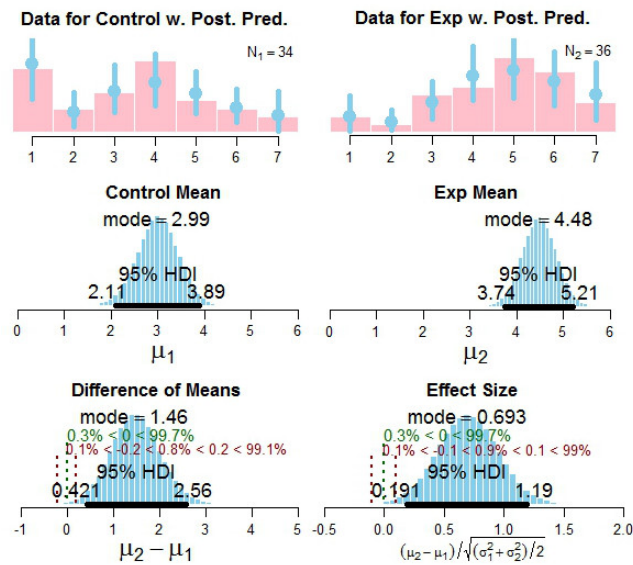 Data for Control w. Post. Pred.
N₁ = 34
1 2 3 4 5 6 7
Data for Exp w. Post. Pred.
N₂ = 36
1 2 3 4 5 6 7
Control Mean
mode = 2.99
95% HDI
2.11 3.89
0 1 2 3 4 5 6
μ₁
Exp Mean
mode = 4.48
95% HDI
3.74 5.21
0 1 2 3 4 5 6
μ₂
Difference of Means
mode = 1.46
0.3% < 0 < 99.7%
0.1% < -0.2 < 0.8% < 0.2 < 99.1%
95% HDI
0.421 2.56
-1 0 1 2 3 4 5
μ₂ − μ₁
Effect Size
mode = 0.693
0.3% < 0 < 99.7%
0.1% < -0.1 < 0.9% < 0.1 < 99%
95% HDI
0.191 1.19
-0.5 0.0 0.5 1.0 1.5 2.0
(μ₂ − μ₁)/√(σ₁² + σ₂²)/2